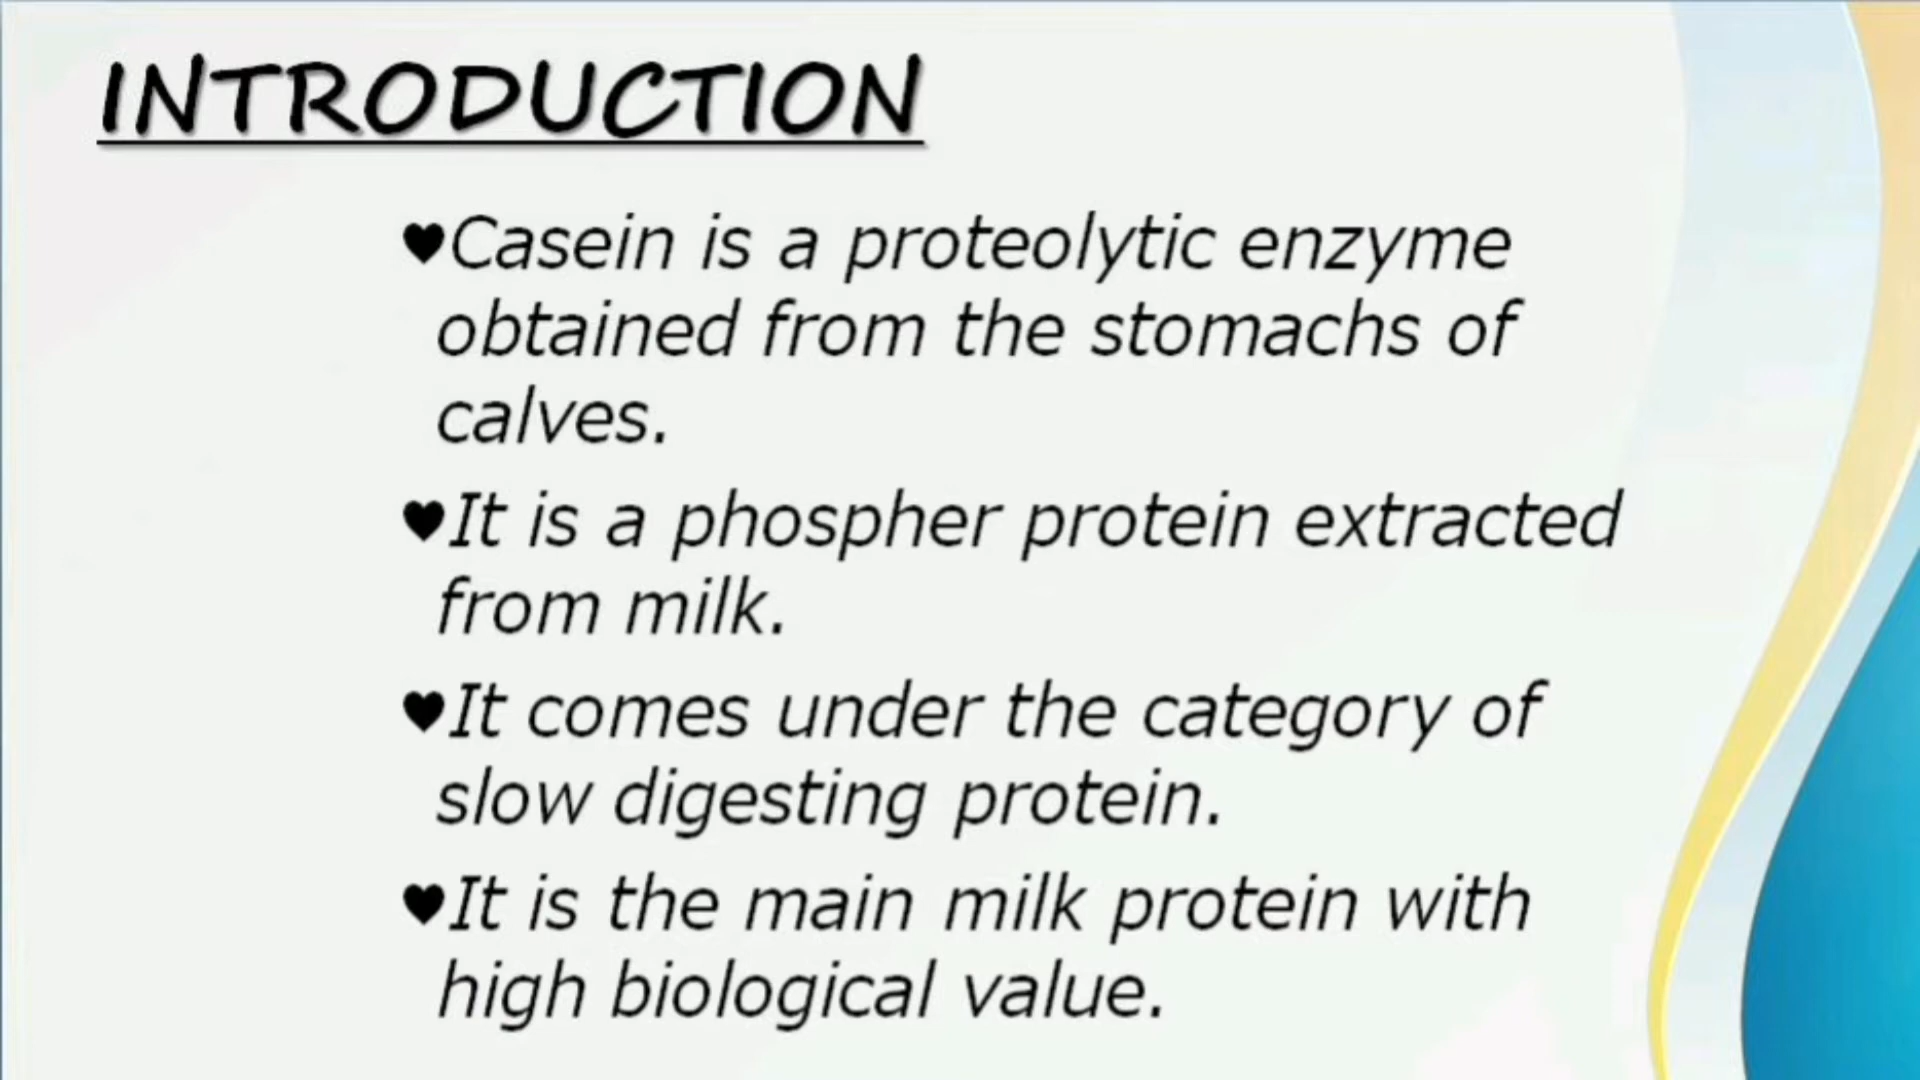 INTRODUCTION
♥Casein is a proteolytic enzyme
obtained from the stomachs of
calves.
♥It is a phospher protein extracted
from milk.
♥It comes under the category of
slow digesting protein.
♥It is the main milk protein with
high biological value.